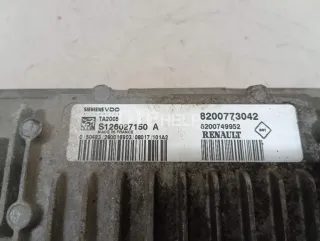 SIEMENS VDO
TA2005
S126027150 A
MADE IN FRANCE
8200773042
8200749952
RENAULT